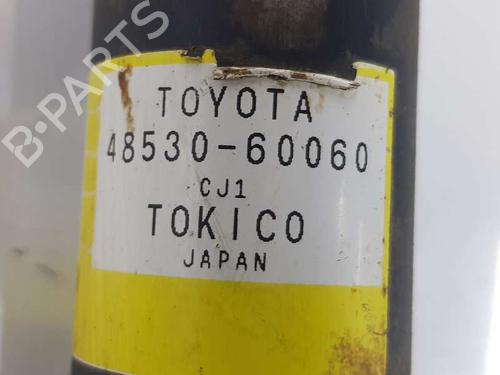 B-PARTS
TOYOTA
48530-60060
CJ1
TOKICO
JAPAN